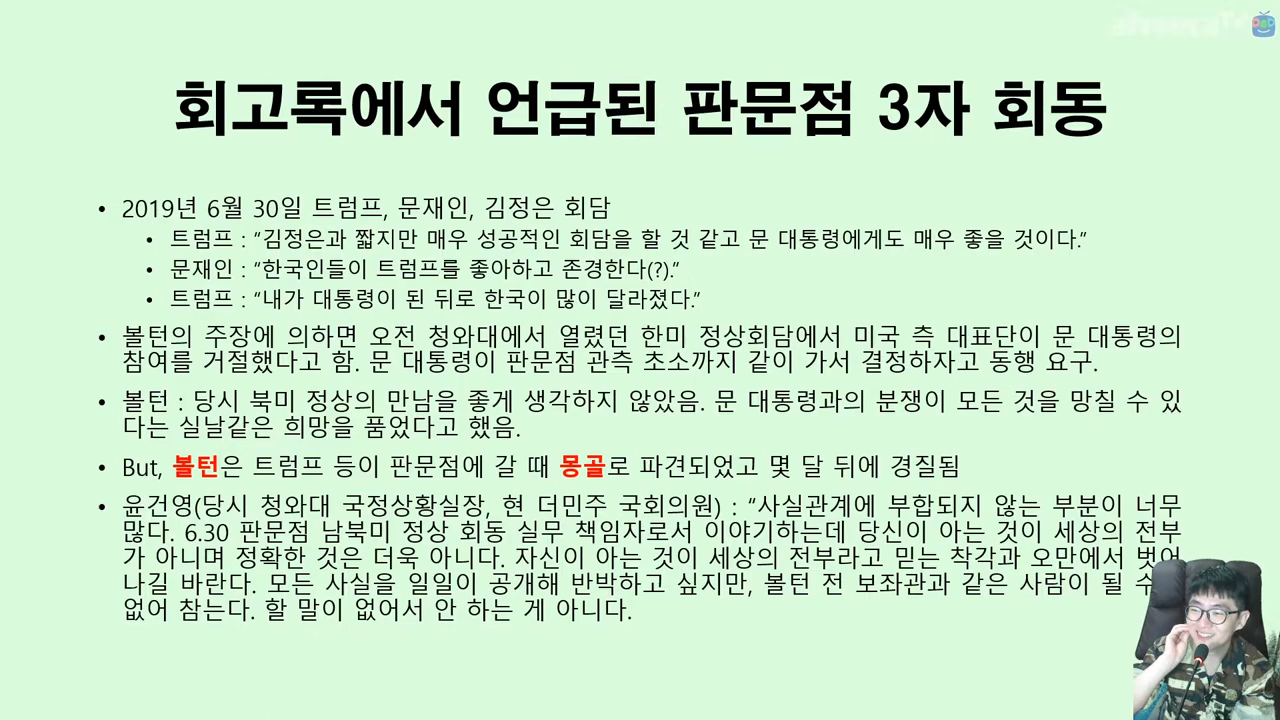 회고록에서 언급된 판문점 3자 회동
• 2019년 6월 30일 트럼프, 문재인, 김정은 회담
• 트럼프 : “김정은과 짧지만 매우 성공적인 회담을 할 것 같고 문 대통령에게도 매우 좋을 것이다.”
• 문재인 : “한국인들이 트럼프를 좋아하고 존경한다(?).“
• 트럼프 : “내가 대통령이 된 뒤로 한국이 많이 달라졌다.”
• 볼턴의 주장에 의하면 오전 청와대에서 열렸던 한미 정상회담에서 미국 측 대표단이 문 대통령의
참여를 거절했다고 함. 문 대통령이 판문점 관측 초소까지 같이 가서 결정하자고 동행 요구.
• 볼턴 : 당시 북미 정상의 만남을 좋게 생각하지 않았음. 문 대통령과의 분쟁이 모든 것을 망칠 수 있
다는 실날같은 희망을 품었다고 했음.
• But, 볼턴은 트럼프 등이 판문점에 갈 때 몽골로 파견되었고 몇 달 뒤에 경질됨
• 윤건영(당시 청와대 국정상황실장, 현 더민주 국회의원) : “사실관계에 부합되지 않는 부분이 너무
많다. 6.30 판문점 남북미 정상 회동 실무 책임자로서 이야기하는데 당신이 아는 것이 세상의 전부
가 아니며 정확한 것은 더욱 아니다. 자신이 아는 것이 세상의 전부라고 믿는 착각과 오만에서 벗어
나길 바란다. 모든 사실을 일일이 공개해 반박하고 싶지만, 볼턴 전 보좌관과 같은 사람이 될 수
없어 참는다. 할 말이 없어서 안 하는 게 아니다.